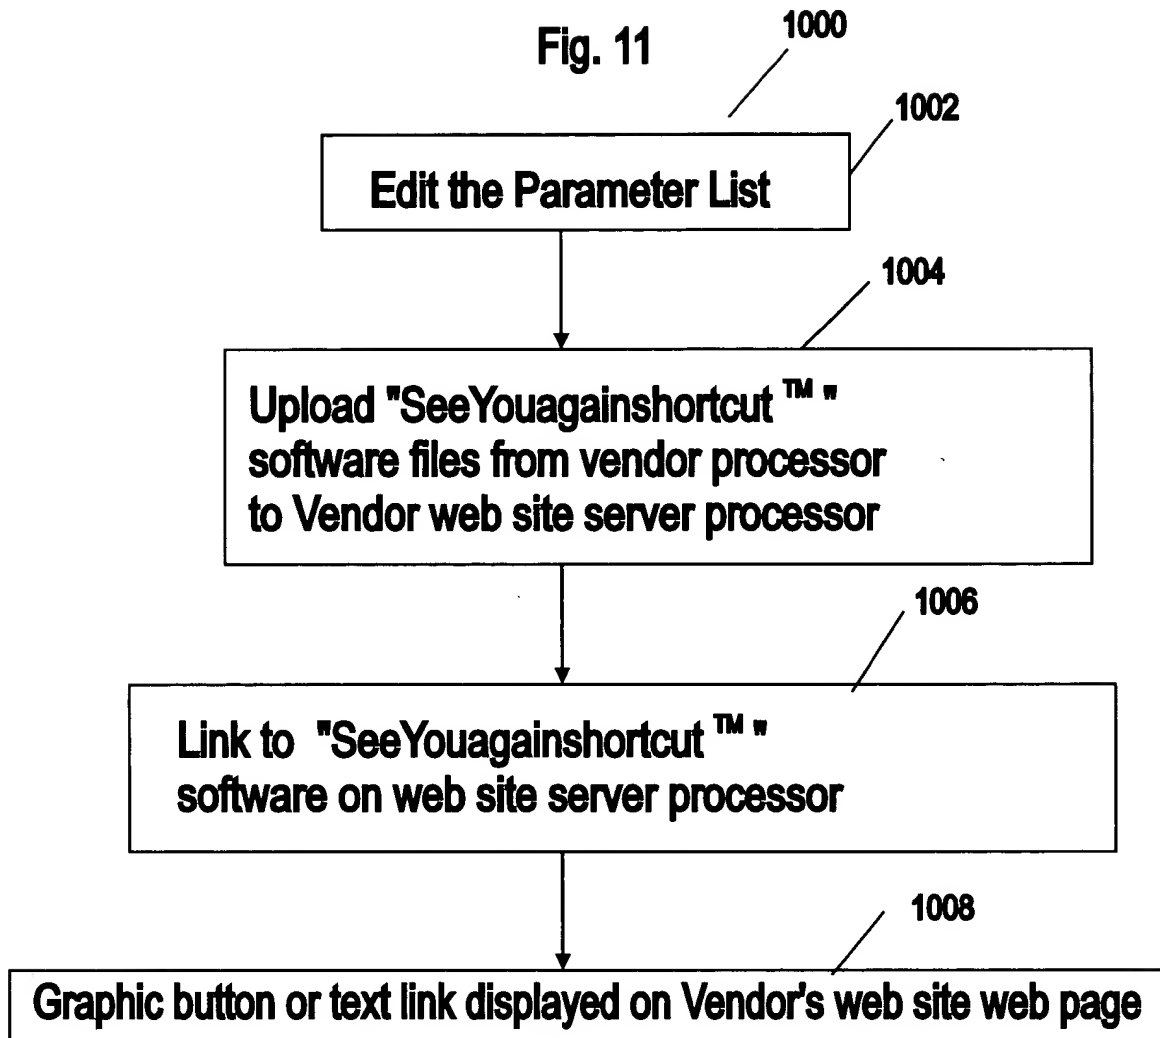 Fig. 11
1000
1002
Edit the Parameter List
1004
Upload "SeeYouagainshortcut ™ "
software files from vendor processor
to Vendor web site server processor
1006
Link to "SeeYouagainshortcut ™ "
software on web site server processor
1008
Graphic button or text link displayed on Vendor's web site web page